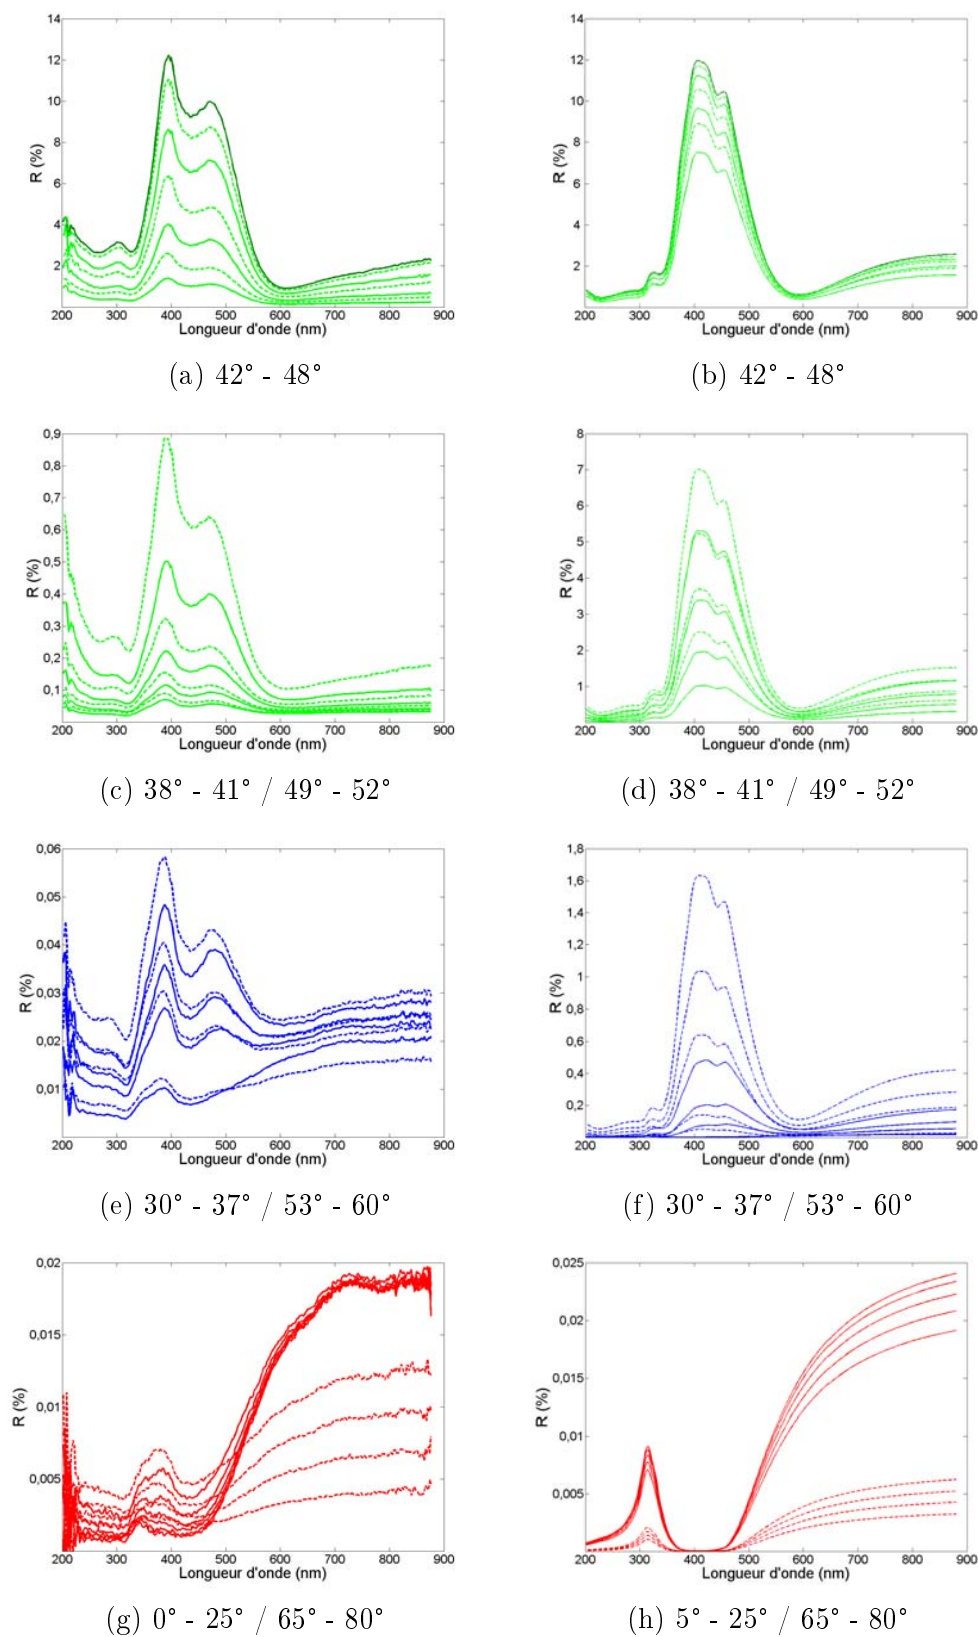 14
12
10
8
6
4
2
R (%)
200 300 400 500 600 700 800 900
Longueur d'onde (nm)
(a) 42° - 48°
14
12
10
8
6
4
2
R (%)
200 300 400 500 600 700 800 900
Longueur d'onde (nm)
(b) 42° - 48°
0,9
0,8
0,7
0,6
0,5
0,4
0,3
0,2
0,1
R (%)
200 300 400 500 600 700 800 900
Longueur d'onde (nm)
(c) 38° - 41° / 49° - 52°
8
7
6
5
4
3
2
1
R (%)
200 300 400 500 600 700 800 900
Longueur d'onde (nm)
(d) 38° - 41° / 49° - 52°
0,06
0,05
0,04
0,03
0,02
0,01
R (%)
200 300 400 500 600 700 800 900
Longueur d'onde (nm)
(e) 30° - 37° / 53° - 60°
1,8
1,6
1,4
1,2
1
0,8
0,6
0,4
0,2
R (%)
200 300 400 500 600 700 800 900
Longueur d'onde (nm)
(f) 30° - 37° / 53° - 60°
0,02
0,015
0,01
0,005
R (%)
200 300 400 500 600 700 800 900
Longueur d'onde (nm)
(g) 0° - 25° / 65° - 80°
0,025
0,02
0,015
0,01
0,005
R (%)
200 300 400 500 600 700 800 900
Longueur d'onde (nm)
(h) 5° - 25° / 65° - 80°